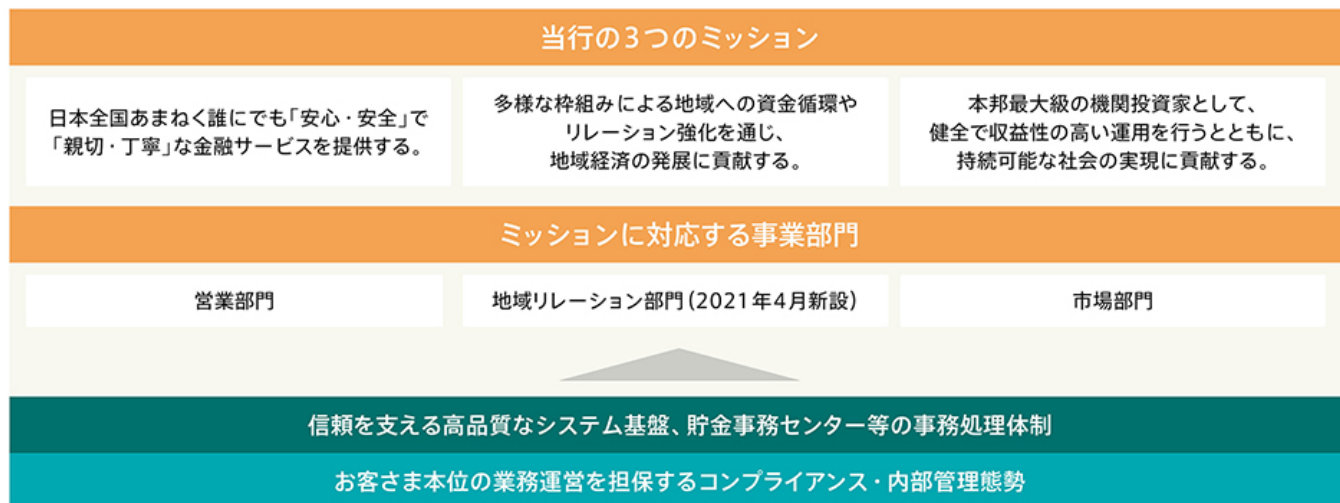 当行の3つのミッション
日本全国あまねく誰にでも「安心・安全」で
「親切・丁寧」な金融サービスを提供する。
多様な枠組みによる地域への資金循環や
リレーション強化を通じ、
地域経済の発展に貢献する。
本邦最大級の機関投資家として、
健全で収益性の高い運用を行うとともに、
持続可能な社会の実現に貢献する。
ミッションに対応する事業部門
営業部門
地域リレーション部門(2021年4月新設)
市場部門
信頼を支える高品質なシステム基盤、貯金事務センター等の事務処理体制
お客さま本位の業務運営を担保するコンプライアンス・内部管理態勢